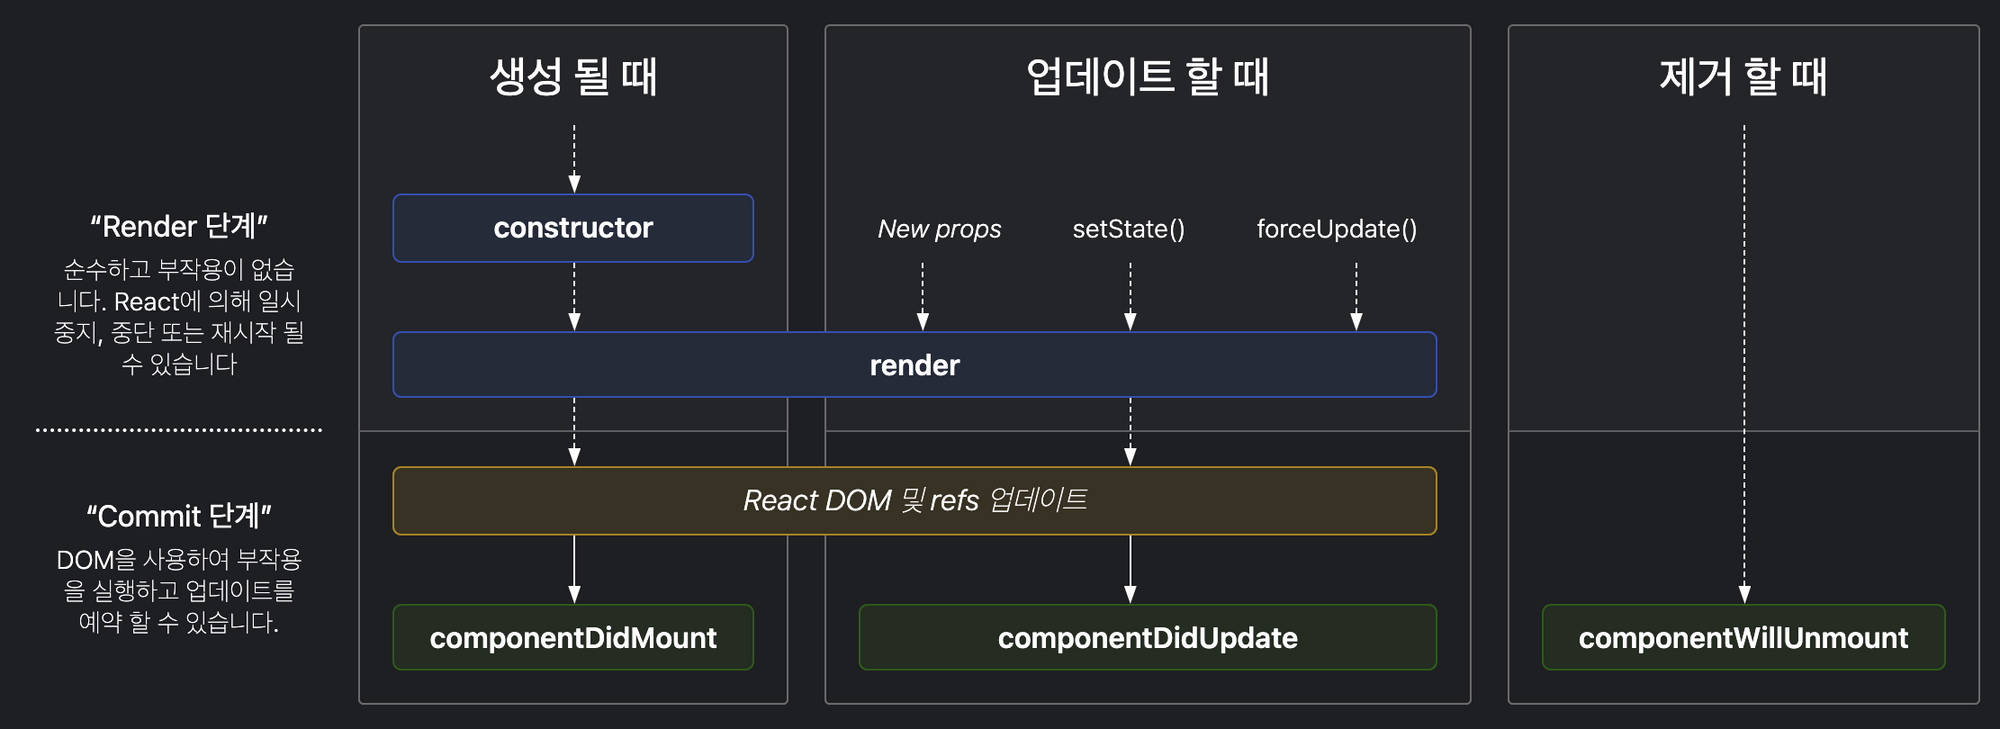 생성 될 때
업데이트 할 때
제거 할 때
“Render 단계”
순수하고 부작용이 없습
니다. React에 의해 일시
중지, 중단 또는 재시작 될
수 있습니다
constructor
New props
setState()
forceUpdate()
render
“Commit 단계”
DOM을 사용하여 부작용
을 실행하고 업데이트를
예약 할 수 있습니다.
React DOM 및 refs 업데이트
componentDidMount
componentDidUpdate
componentWillUnmount